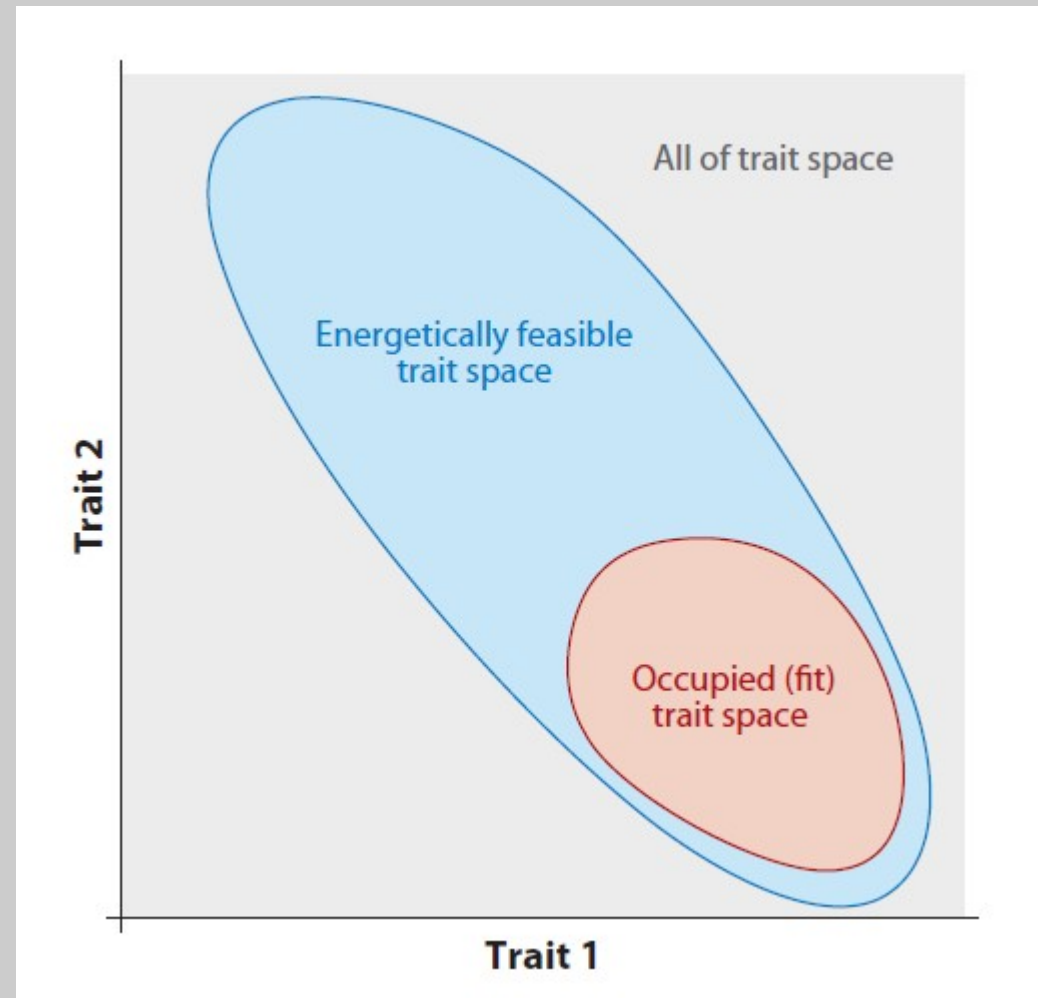 All of trait space
Energetically feasible
trait space
Trait 2
Occupied (fit)
trait space
Trait 1